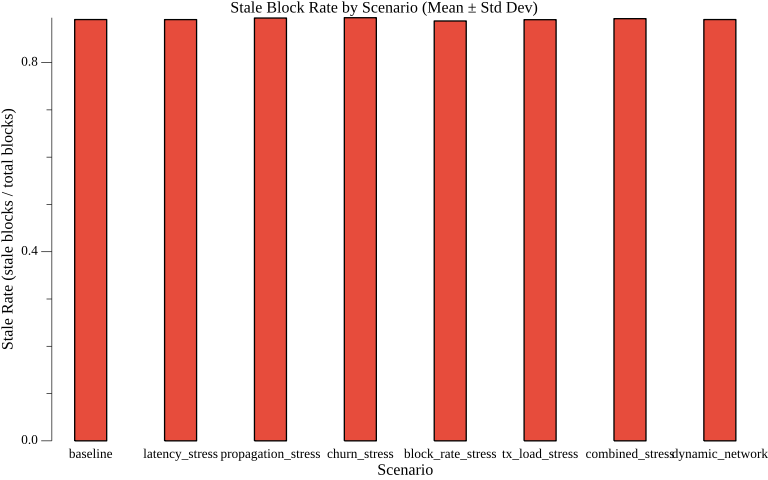 Stale Block Rate by Scenario (Mean ± Std Dev)
Stale Rate (stale blocks / total blocks)
0.8
0.4
0.0
baseline
latency_stress
propagation_stress
churn_stress
block_rate_stress
tx_load_stress
combined_stress
dynamic_network
Scenario